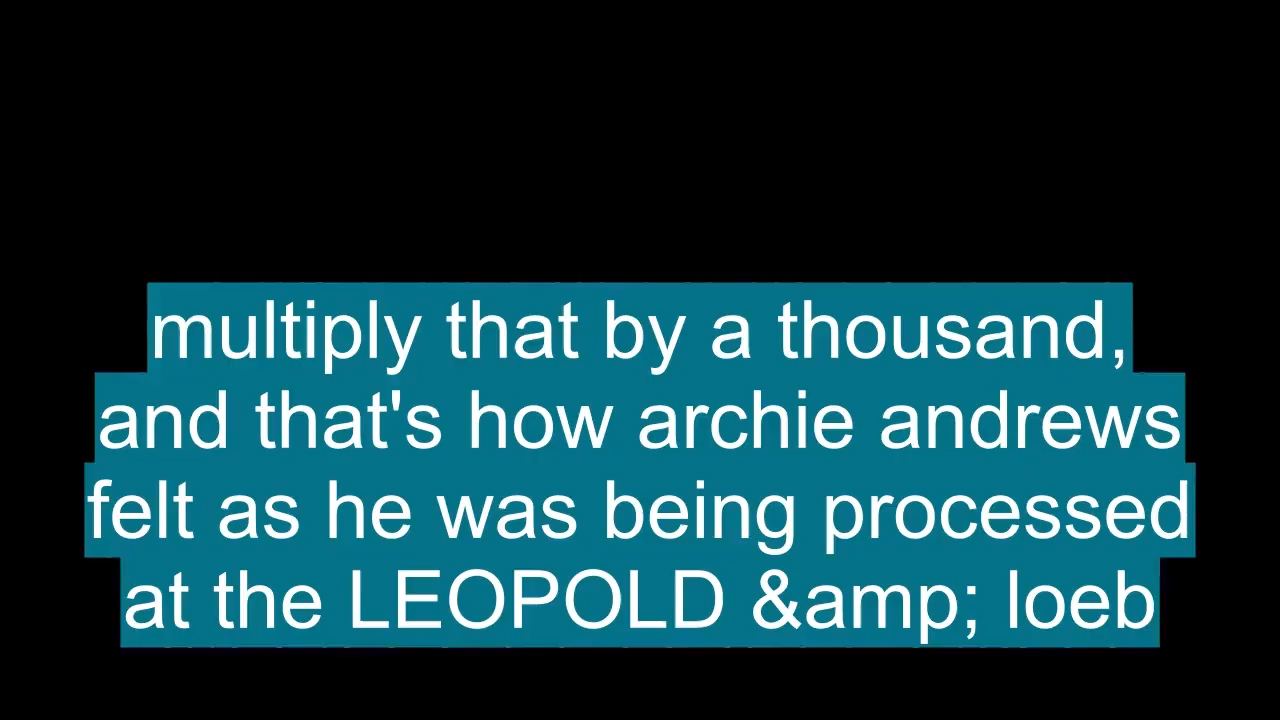 multiply that by a thousand,
and that's how archie andrews
felt as he was being processed
at the LEOPOLD &amp; loeb